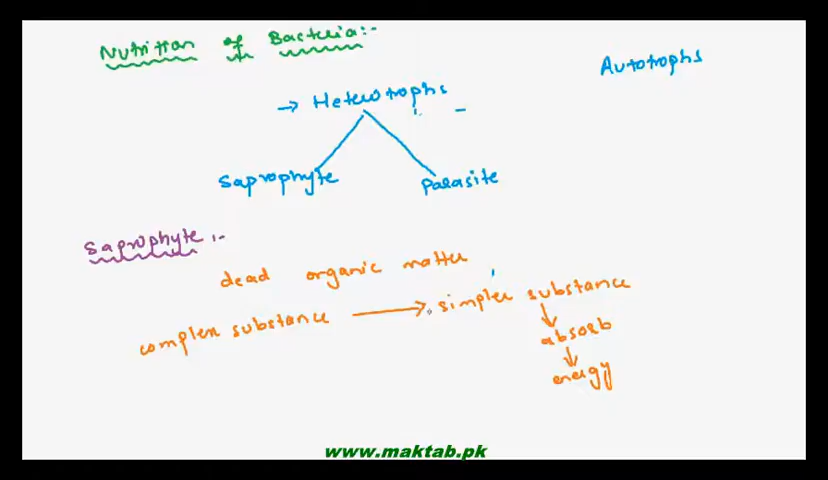 Nutrition of Bacteria:-
Autotrophs
→ Heterotrophs -
Saprophyte Parasite
Saprophyte :-
dead organic matter
complex substance → simpler substance
↓
absorb
↓
energy
www.maktab.pk